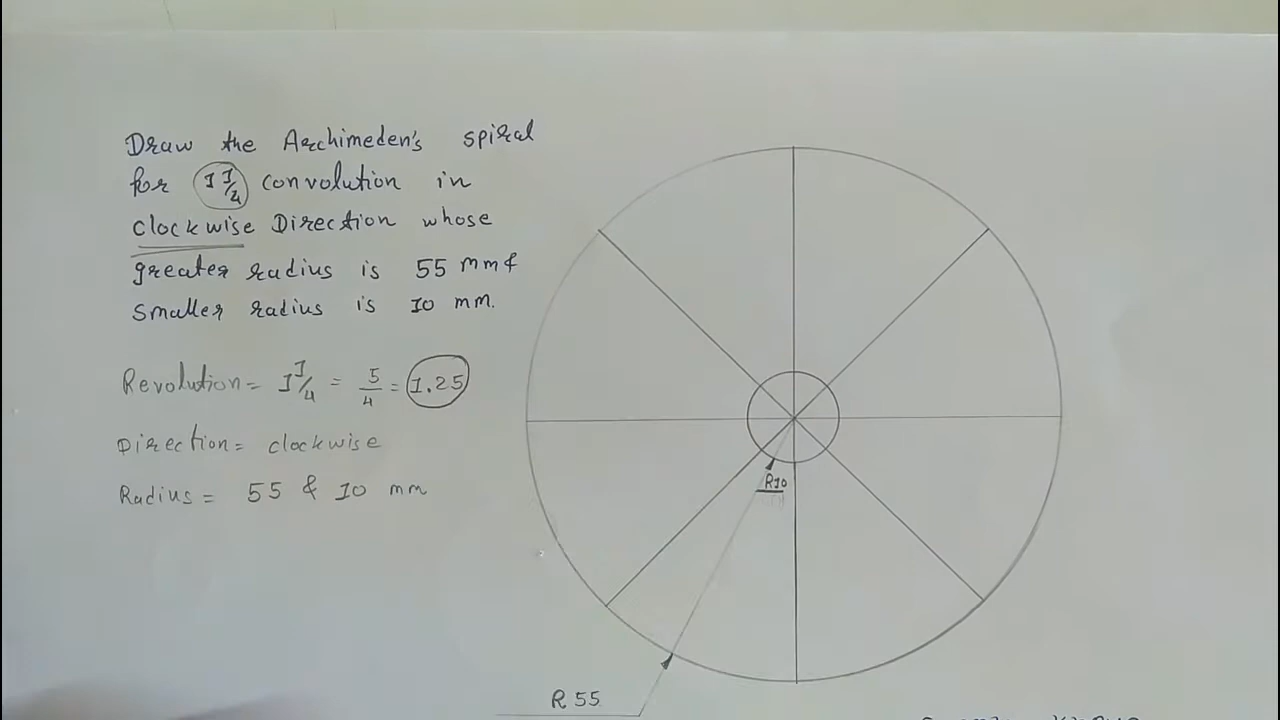 Draw the Archimeden's spiral
for 1 1/4 convolution in
clockwise Direction whose
greater radius is 55 mm &
smaller radius is 10 mm.
Revolution = 1 1/4 = 5/4 = 1.25
Direction = clockwise
Radius = 55 & 10 mm
R10
R 55